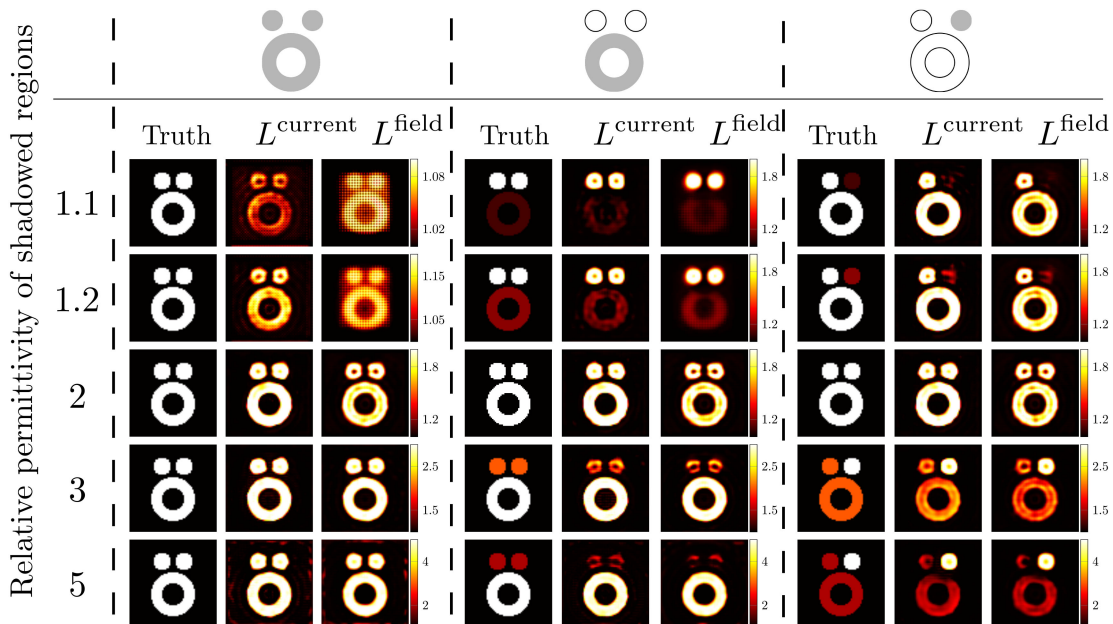 Relative permittivity of shadowed regions
Truth L^current L^field Truth L^current L^field Truth L^current L^field
1.1 1.08 1.02 1.8 1.2 1.8 1.2
1.2 1.15 1.05 1.8 1.2 1.8 1.2
2 1.8 1.2 1.8 1.2 1.8 1.2
3 2.5 1.5 2.5 1.5 2.5 1.5
5 4 2 4 2 4 2